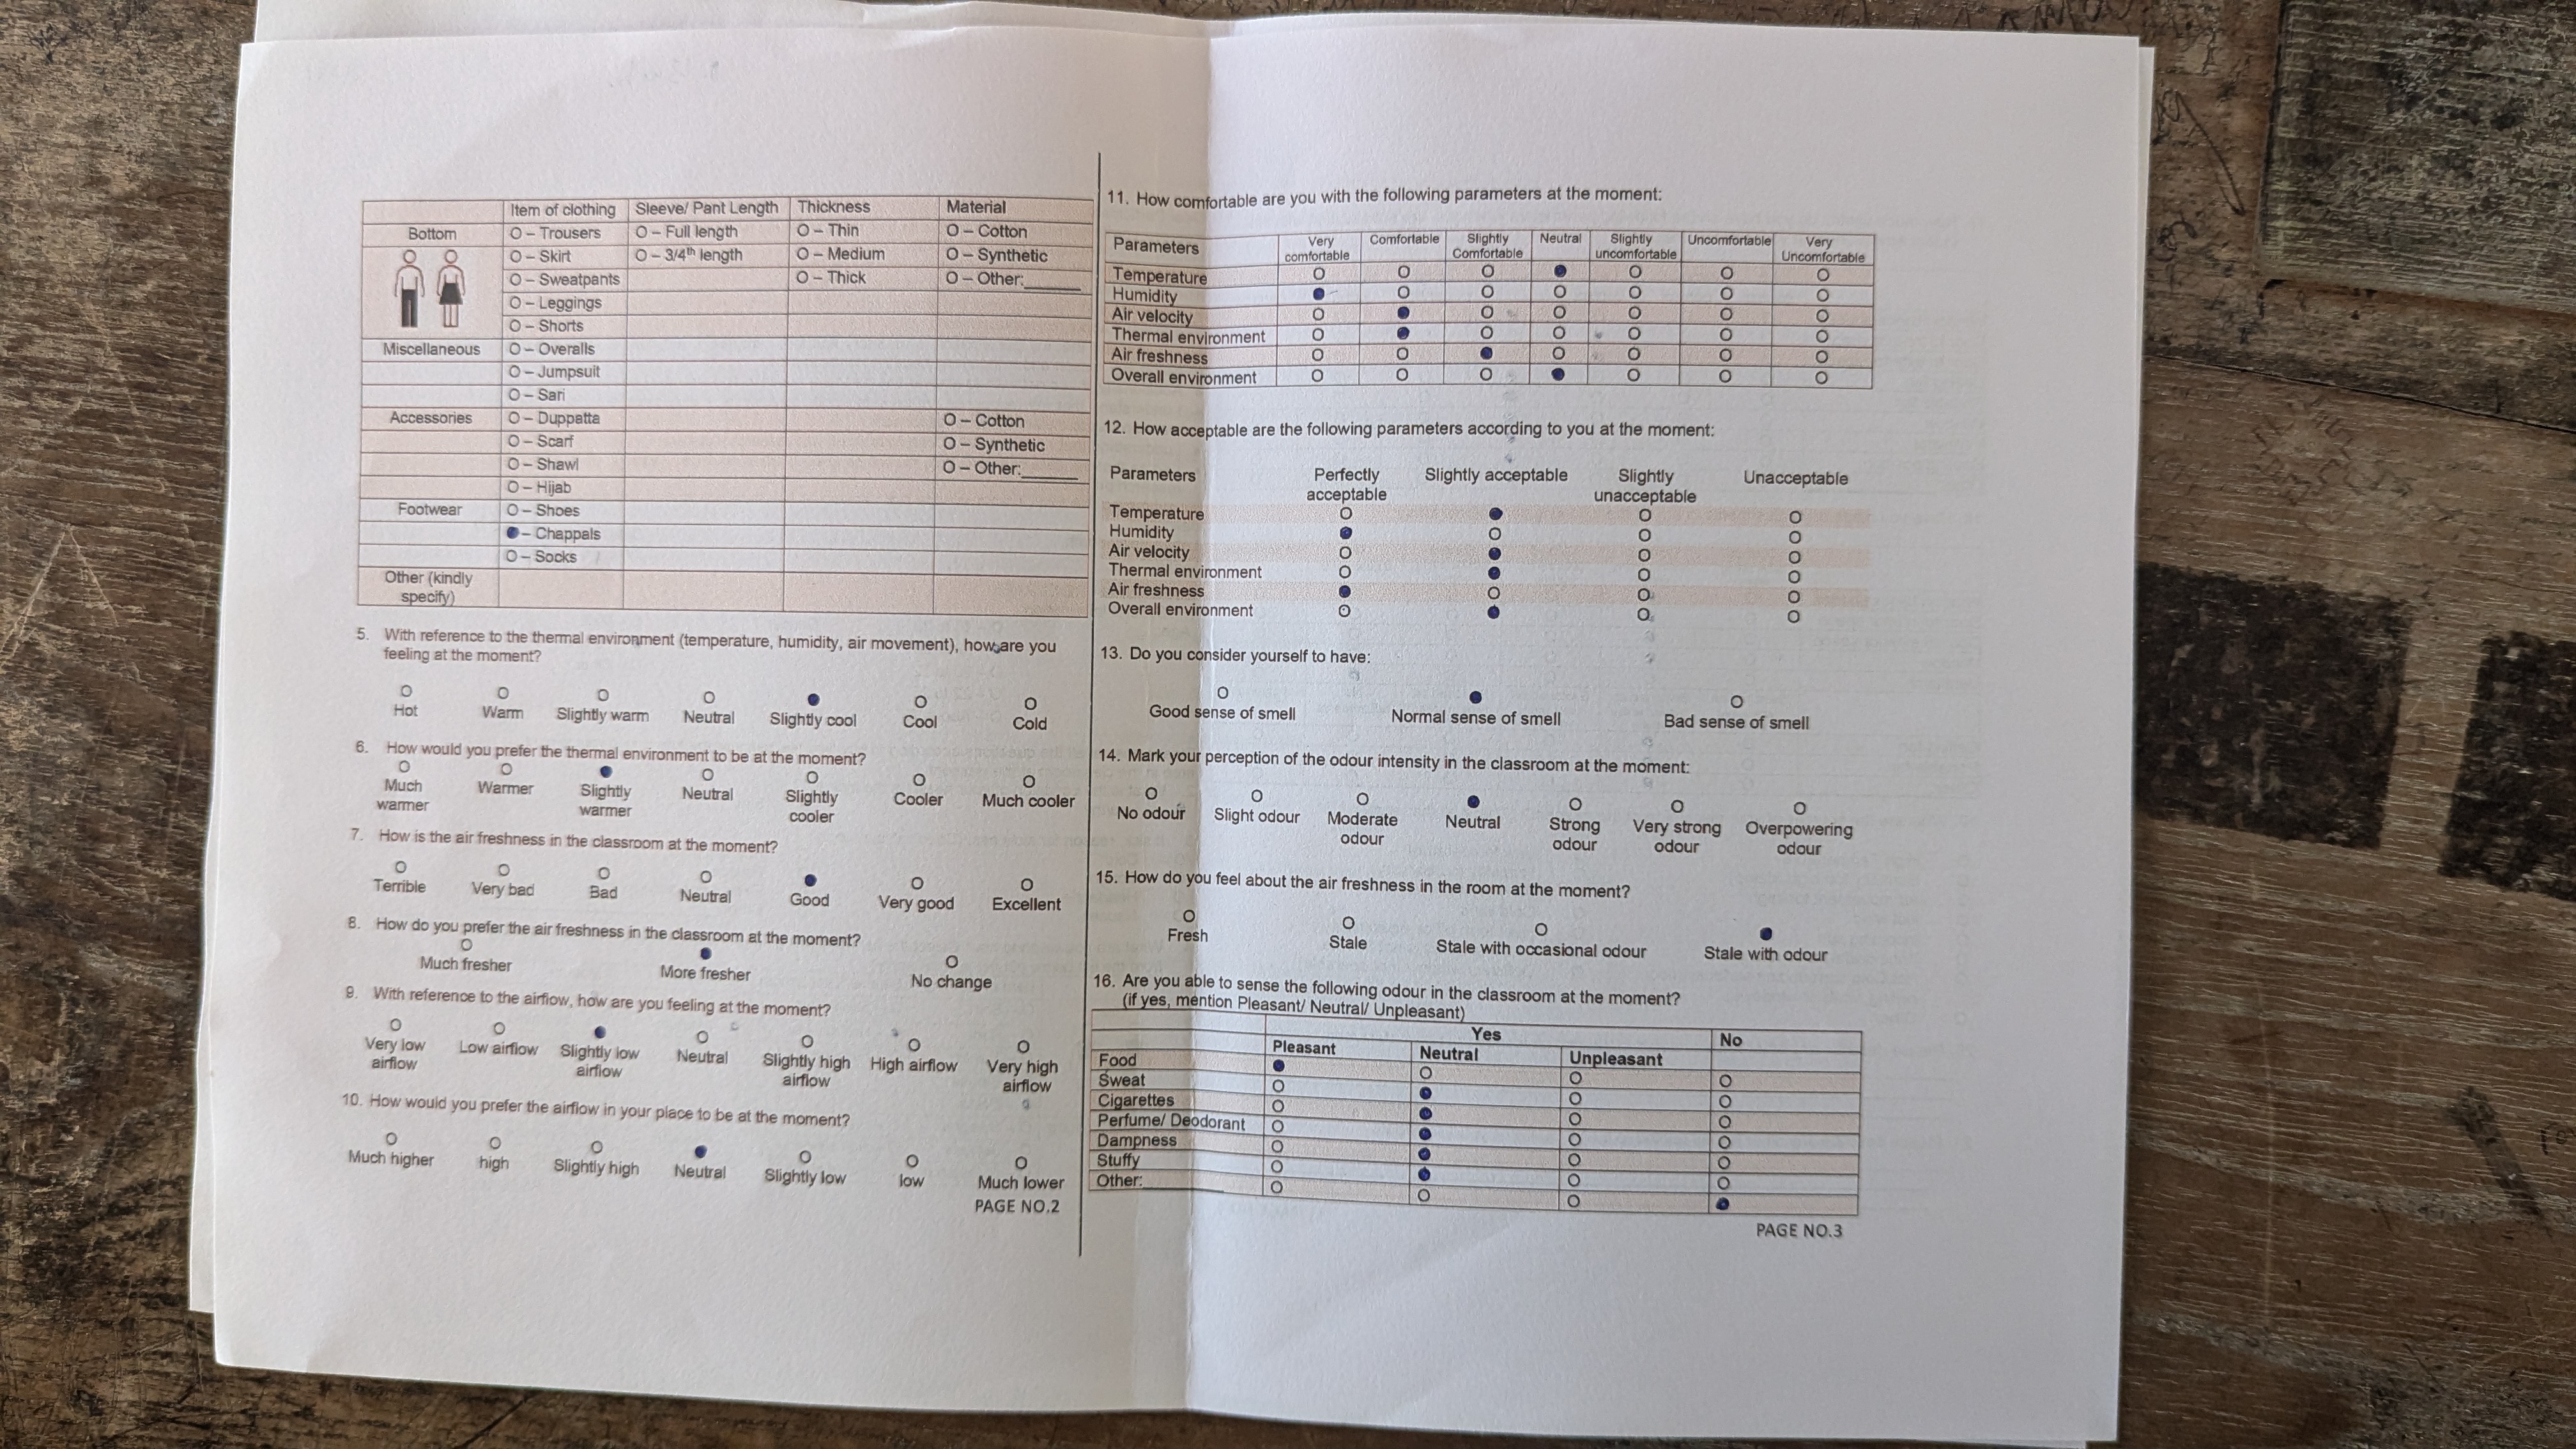 Item of clothing Sleeve/ Pant Length Thickness Material
Bottom O – Trousers O – Full length O – Thin O – Cotton
O – Skirt O – 3/4th length O – Medium O – Synthetic
O – Sweatpants O – Thick O – Other:______
O – Leggings
O – Shorts
Miscellaneous O – Overalls
O – Jumpsuit
O – Sari
Accessories O – Duppatta O – Cotton
O – Scarf O – Synthetic
O – Shawl O – Other:______
O – Hijab
Footwear O – Shoes
● – Chappals
O – Socks
Other (kindly
specify)
5. With reference to the thermal environment (temperature, humidity, air movement), how are you
feeling at the moment?
O O O O ● O O
Hot Warm Slightly warm Neutral Slightly cool Cool Cold
6. How would you prefer the thermal environment to be at the moment?
O O ● O O O O
Much Warmer Slightly Neutral Slightly Cooler Much cooler
warmer warmer cooler
7. How is the air freshness in the classroom at the moment?
O O O O ● O O
Terrible Very bad Bad Neutral Good Very good Excellent
8. How do you prefer the air freshness in the classroom at the moment?
O ● O
Much fresher More fresher No change
9. With reference to the airflow, how are you feeling at the moment?
O O ● O O O O
Very low Low airflow Slightly low Neutral Slightly high High airflow Very high
airflow airflow airflow airflow
10. How would you prefer the airflow in your place to be at the moment?
O O O ● O O O
Much higher high Slightly high Neutral Slightly low low Much lower
PAGE NO.2
11. How comfortable are you with the following parameters at the moment:
Parameters Very Comfortable Slightly Neutral Slightly Uncomfortable Very
comfortable Comfortable uncomfortable Uncomfortable
Temperature O O O ● O O O
Humidity ● O O O O O O
Air velocity O ● O O O O O
Thermal environment O ● O O O O O
Air freshness O O ● O O O O
Overall environment O O O ● O O O
12. How acceptable are the following parameters according to you at the moment:
Parameters Perfectly Slightly acceptable Slightly Unacceptable
acceptable unacceptable
Temperature O ● O O
Humidity ● O O O
Air velocity O ● O O
Thermal environment O ● O O
Air freshness ● O O O
Overall environment O ● O O
13. Do you consider yourself to have:
O ● O
Good sense of smell Normal sense of smell Bad sense of smell
14. Mark your perception of the odour intensity in the classroom at the moment:
O O O ● O O O
No odour Slight odour Moderate Neutral Strong Very strong Overpowering
odour odour odour odour
15. How do you feel about the air freshness in the room at the moment?
O O O ●
Fresh Stale Stale with occasional odour Stale with odour
16. Are you able to sense the following odour in the classroom at the moment?
(if yes, mention Pleasant/ Neutral/ Unpleasant)
Yes No
Pleasant Neutral Unpleasant
Food ● O O O
Sweat O ● O O
Cigarettes O ● O O
Perfume/ Deodorant O ● O O
Dampness O ● O O
Stuffy O ● O O
Other:__________ O O O ●
PAGE NO.3